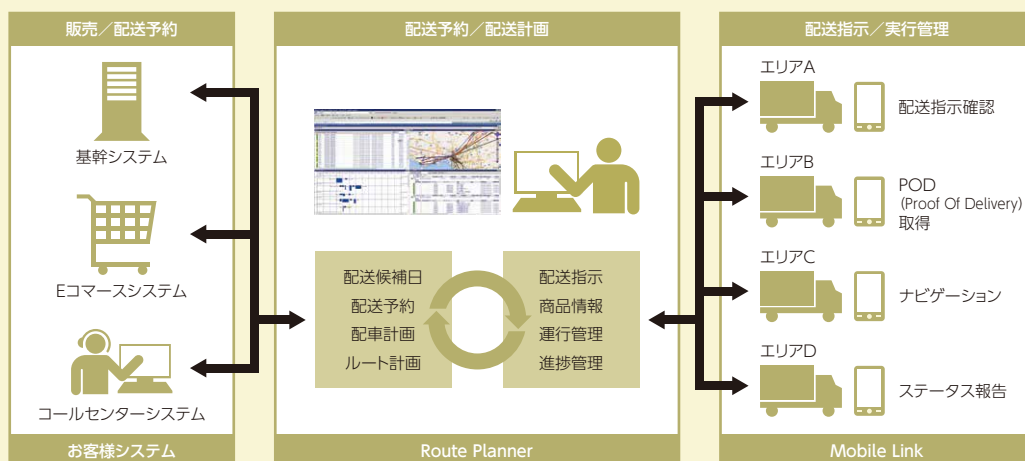 販売／配送予約
基幹システム
Eコマースシステム
コールセンターシステム
お客様システム
配送予約／配送計画
配送候補日
配送予約
配車計画
ルート計画
配送指示
商品情報
運行管理
進捗管理
Route Planner
配送指示／実行管理
エリアA
配送指示確認
エリアB
POD
(Proof Of Delivery)
取得
エリアC
ナビゲーション
エリアD
ステータス報告
Mobile Link